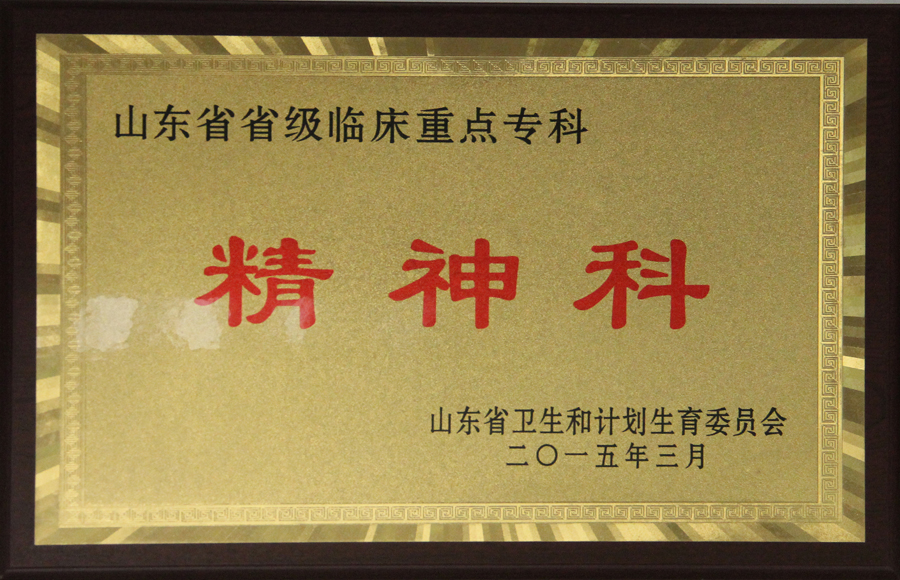 山东省省级临床重点专科
精神科
山东省卫生和计划生育委员会
二〇一五年三月